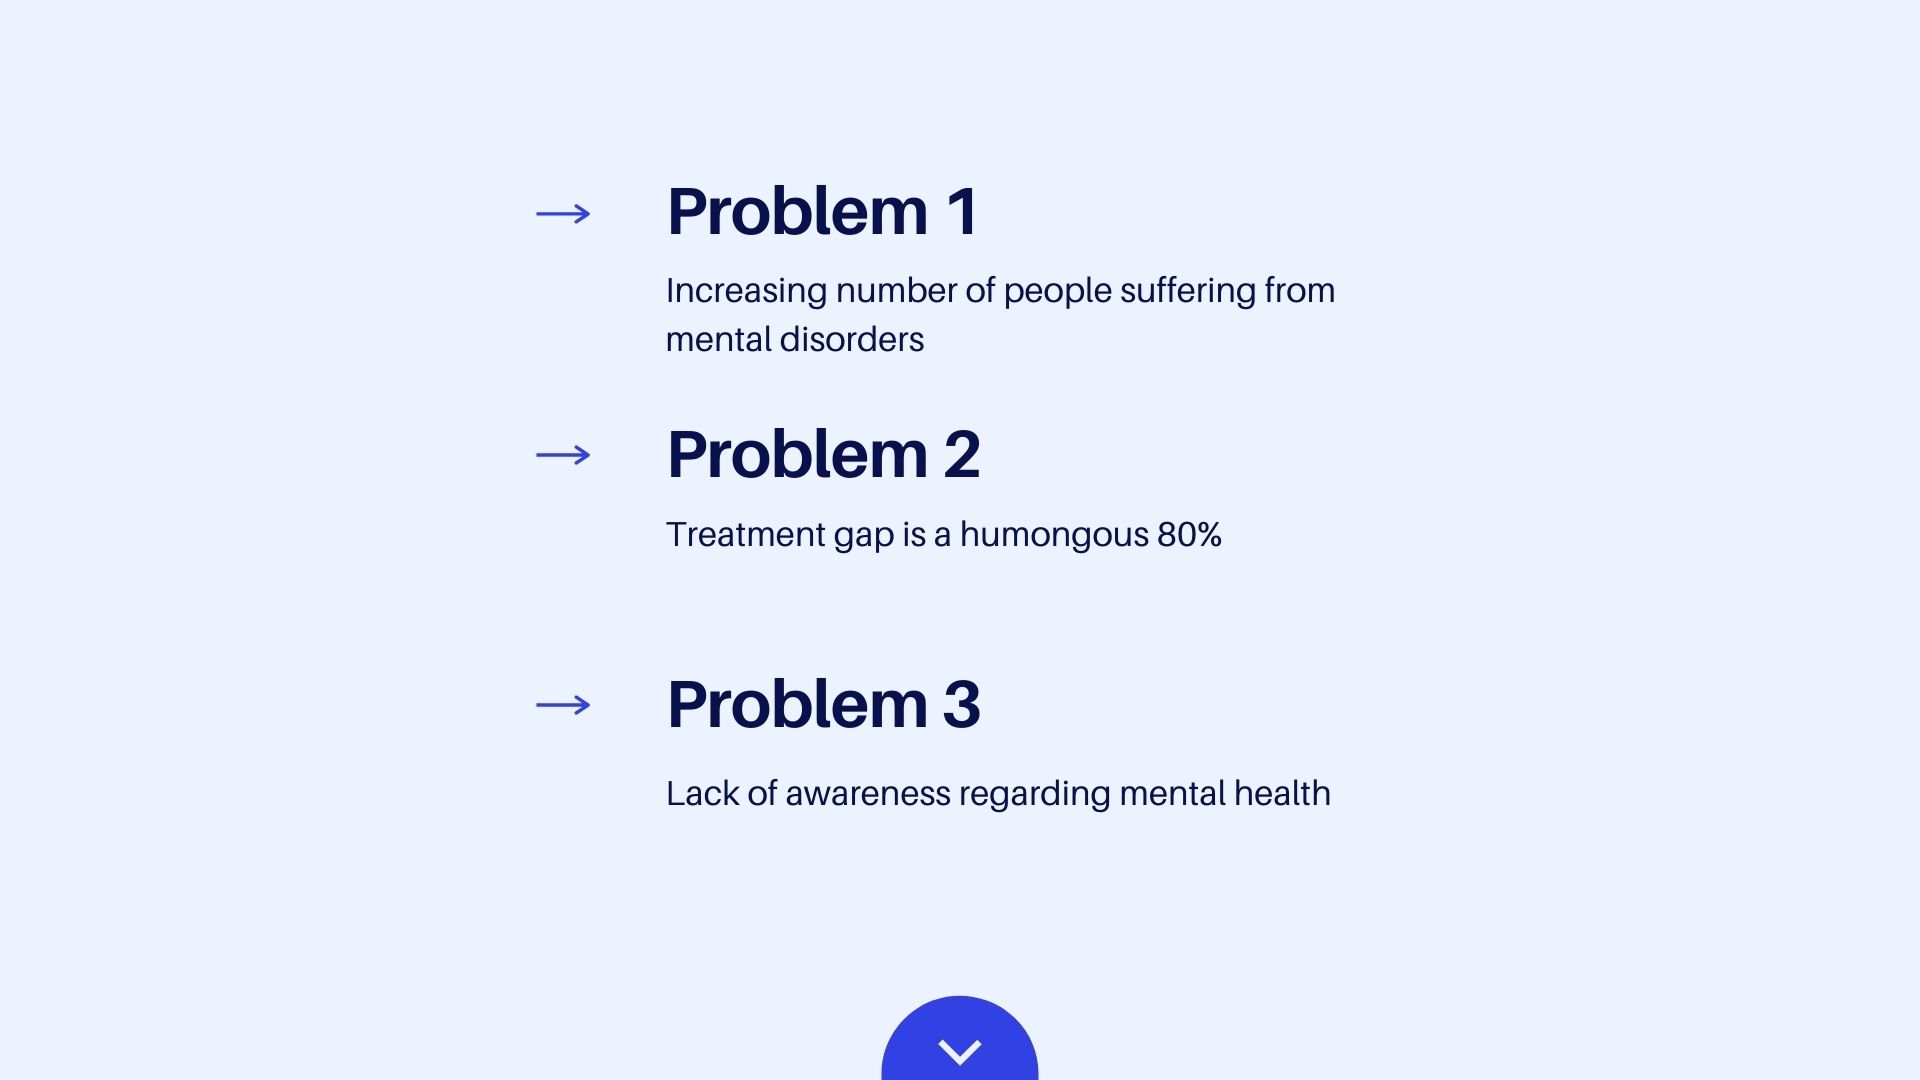 Problem 1
Increasing number of people suffering from
mental disorders
Problem 2
Treatment gap is a humongous 80%
Problem 3
Lack of awareness regarding mental health